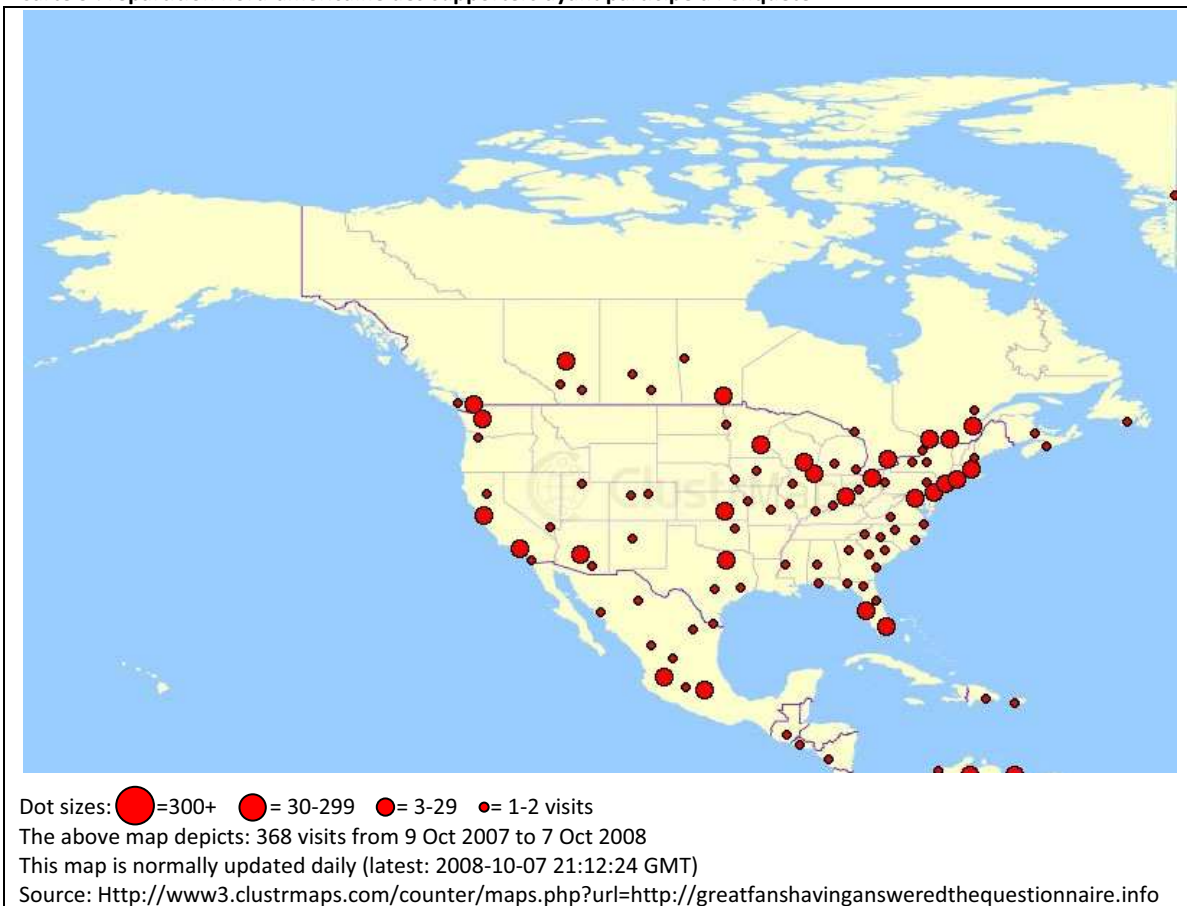 Dot sizes: =300+ = 30-299 = 3-29 = 1-2 visits
The above map depicts: 368 visits from 9 Oct 2007 to 7 Oct 2008
This map is normally updated daily (latest: 2008-10-07 21:12:24 GMT)
Source: Http://www3.clustrmaps.com/counter/maps.php?url=http://greatfanshavingansweredthequestionnaire.info